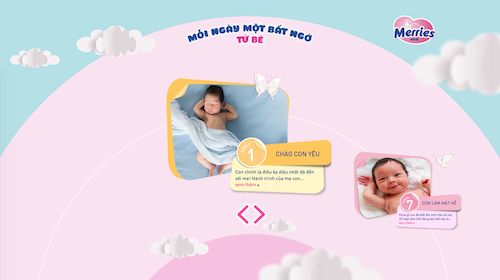 MỖI NGÀY MỘT BẤT NGỜ
TỪ BÉ
Merries
NGÀY
1
CHÀO CON YÊU
Con chính là điều kỳ diệu nhất đã đến
với mẹ! Hành trình của mẹ con...
xem thêm
7
CON LÀM MẶT HỀ
xem thêm